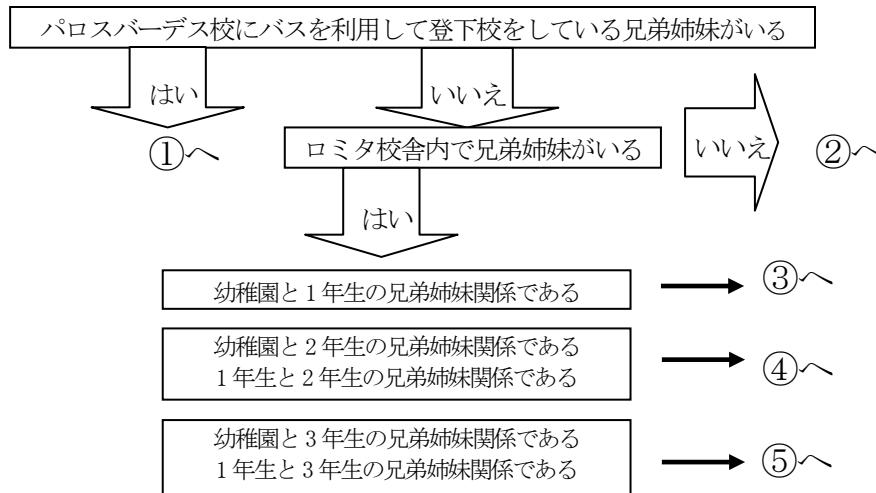 パロスバーデス校にバスを利用して登下校をしている兄弟姉妹がいる
はい
いいえ
①へ
ロミタ校舎内で兄弟姉妹がいる
いいえ
②へ
はい
幼稚園と1年生の兄弟姉妹関係である
③へ
幼稚園と2年生の兄弟姉妹関係である
1年生と2年生の兄弟姉妹関係である
④へ
幼稚園と3年生の兄弟姉妹関係である
1年生と3年生の兄弟姉妹関係である
⑤へ